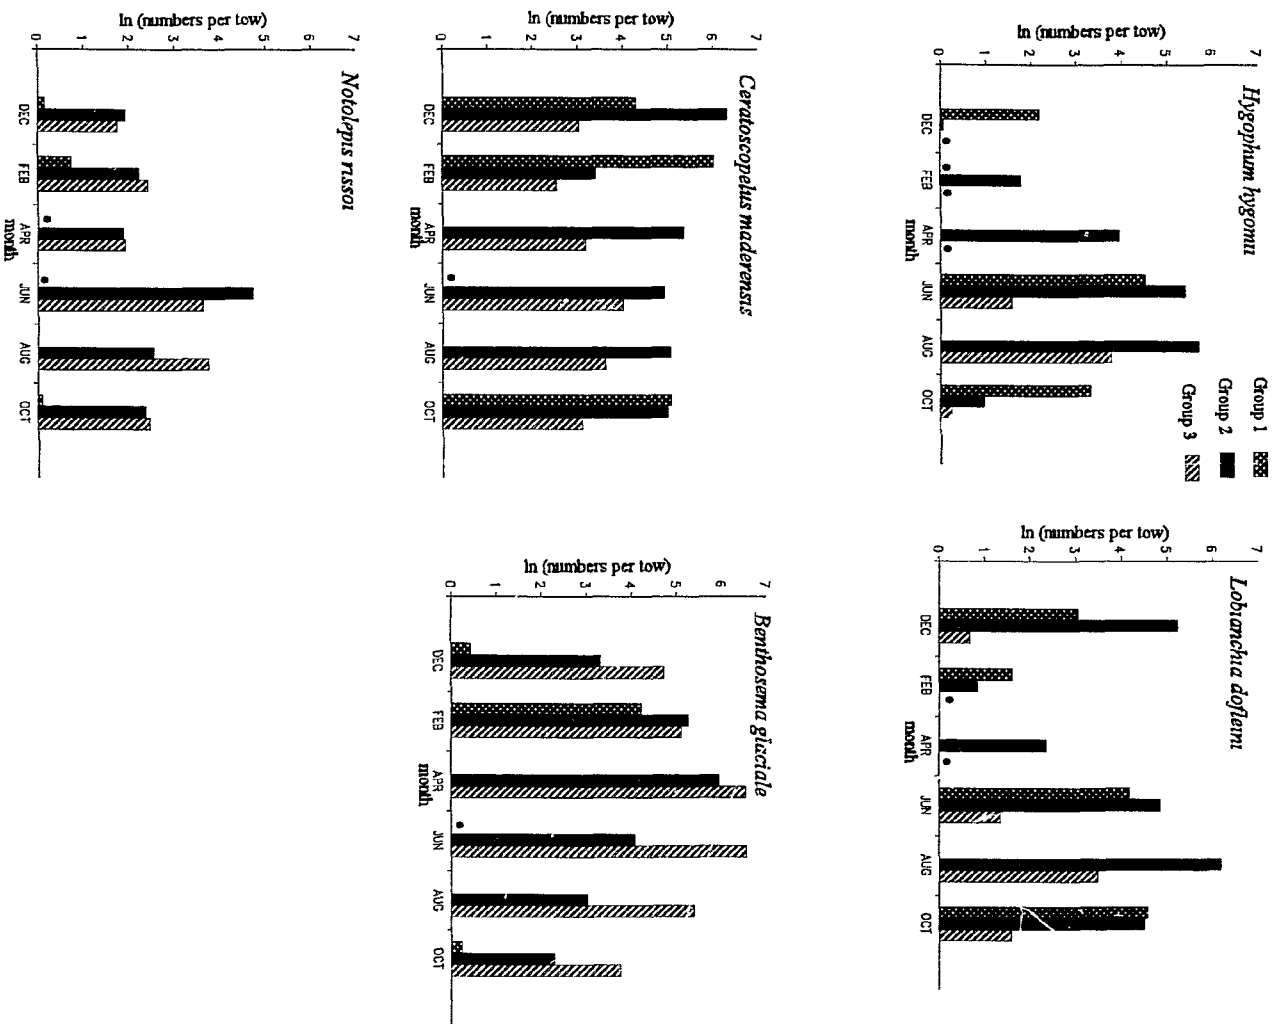 Hygophum hygomii
ln (numbers per tow)
0 1 2 3 4 5 6 7
DEC FEB APR JUN AUG OCT
Group 1
Group 2
Group 3
Lobianchia dofleini
ln (numbers per tow)
0 1 2 3 4 5 6 7
DEC FEB APR JUN AUG OCT
month
Ceratoscopelus maderensis
ln (numbers per tow)
0 1 2 3 4 5 6 7
DEC FEB APR JUN AUG OCT
month
Benthosema glaciale
ln (numbers per tow)
0 1 2 3 4 5 6 7
DEC FEB APR JUN AUG OCT
month
Notolepis rissoi
ln (numbers per tow)
0 1 2 3 4 5 6 7
DEC FEB APR JUN AUG OCT
month